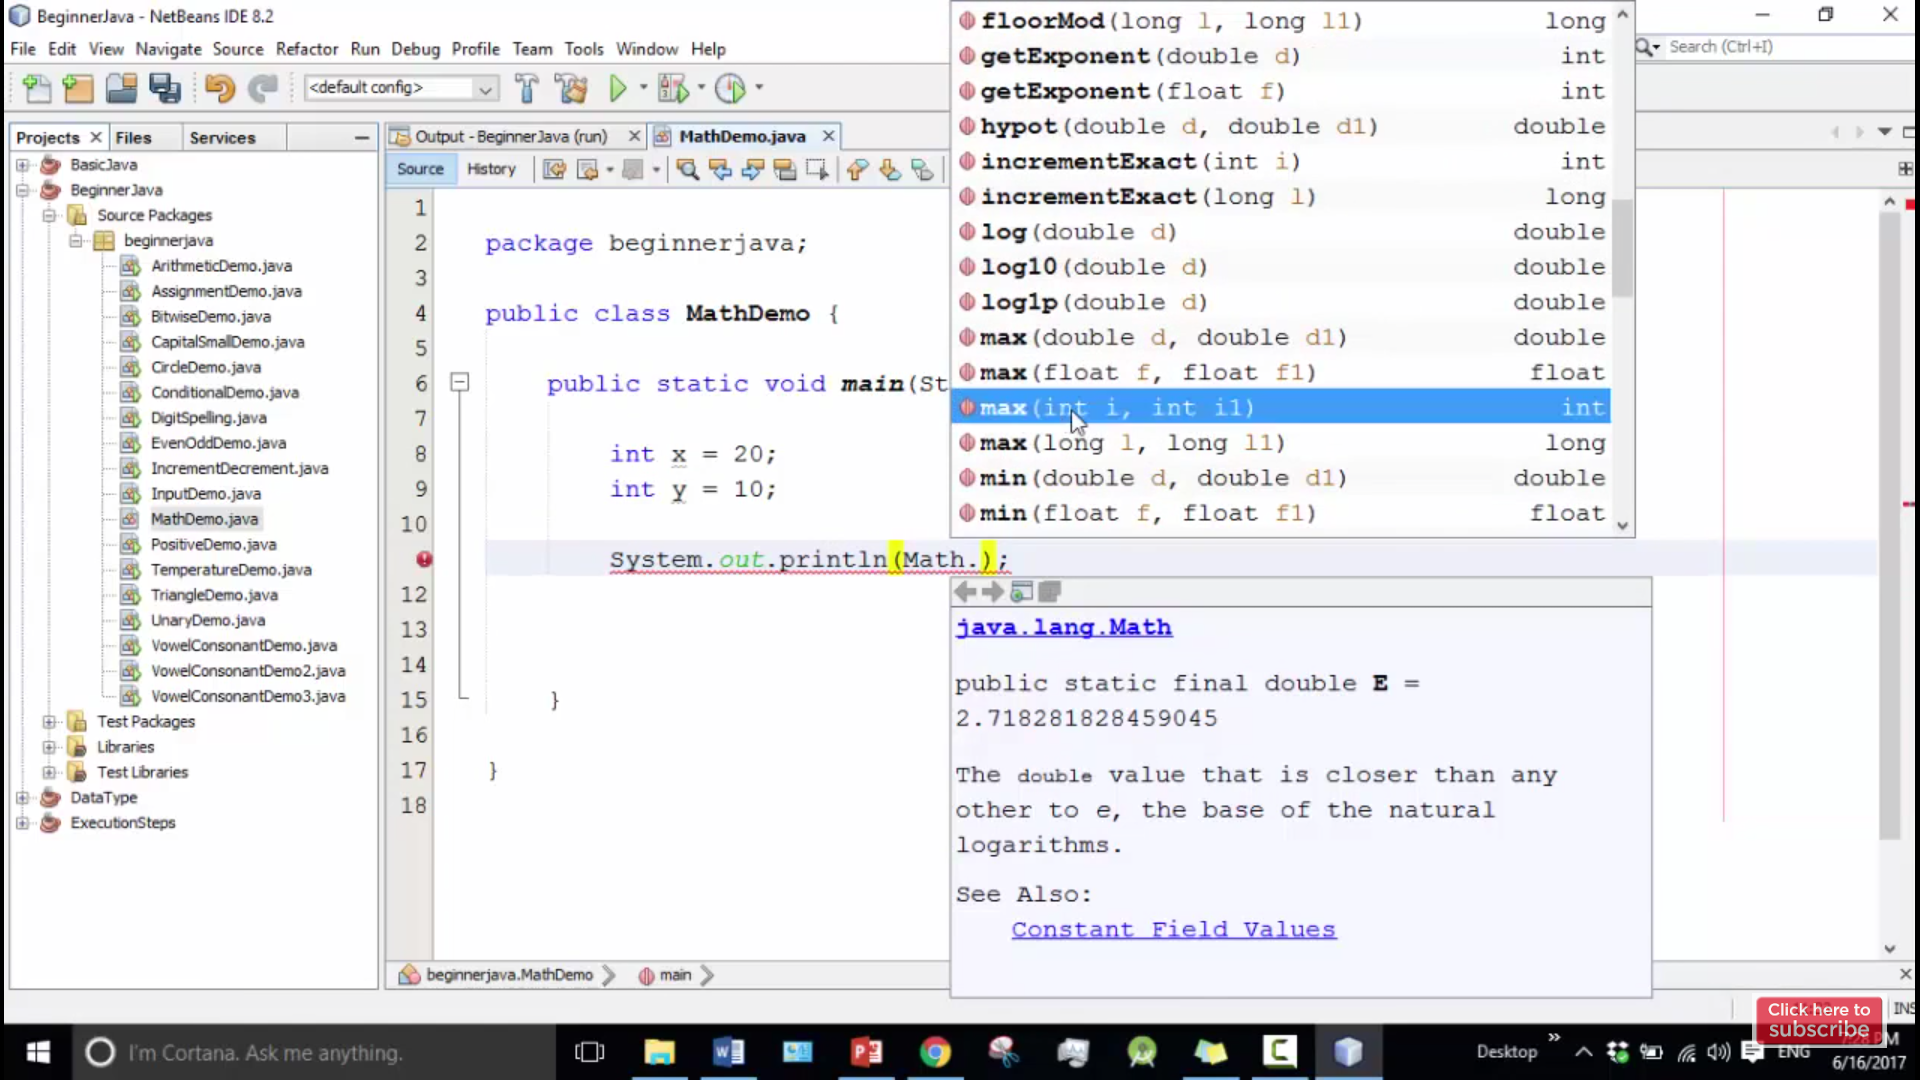 BeginnerJava - NetBeans IDE 8.2
File Edit View Navigate Source Refactor Run Debug Profile Team Tools Window Help
Search (Ctrl+I)
<default config>
Projects Files Services
BasicJava
BeginnerJava
Source Packages
beginnerjava
ArithmeticDemo.java
AssignmentDemo.java
BitwiseDemo.java
CapitalSmallDemo.java
CircleDemo.java
ConditionalDemo.java
DigitSpelling.java
EvenOddDemo.java
IncrementDecrement.java
InputDemo.java
MathDemo.java
PositiveDemo.java
TemperatureDemo.java
TriangleDemo.java
UnaryDemo.java
VowelConsonantDemo.java
VowelConsonantDemo2.java
VowelConsonantDemo3.java
Test Packages
Libraries
Test Libraries
DataType
ExecutionSteps
Output - BeginnerJava (run) MathDemo.java
Source History
1
2 package beginnerjava;
3
4 public class MathDemo {
5
6 public static void main(St
7
8 int x = 20;
9 int y = 10;
10
System.out.println(Math.);
12
13
14
15 }
16
17 }
18
floorMod(long l, long l1) long
getExponent(double d) int
getExponent(float f) int
hypot(double d, double d1) double
incrementExact(int i) int
incrementExact(long l) long
log(double d) double
log10(double d) double
log1p(double d) double
max(double d, double d1) double
max(float f, float f1) float
max(int i, int i1) int
max(long l, long l1) long
min(double d, double d1) double
min(float f, float f1) float
java.lang.Math
public static final double E =
2.718281828459045
The double value that is closer than any
other to e, the base of the natural
logarithms.
See Also:
Constant Field Values
beginnerjava.MathDemo main
INS
Click here to
subscribe
I'm Cortana. Ask me anything.
Desktop
ENG
6/16/2017